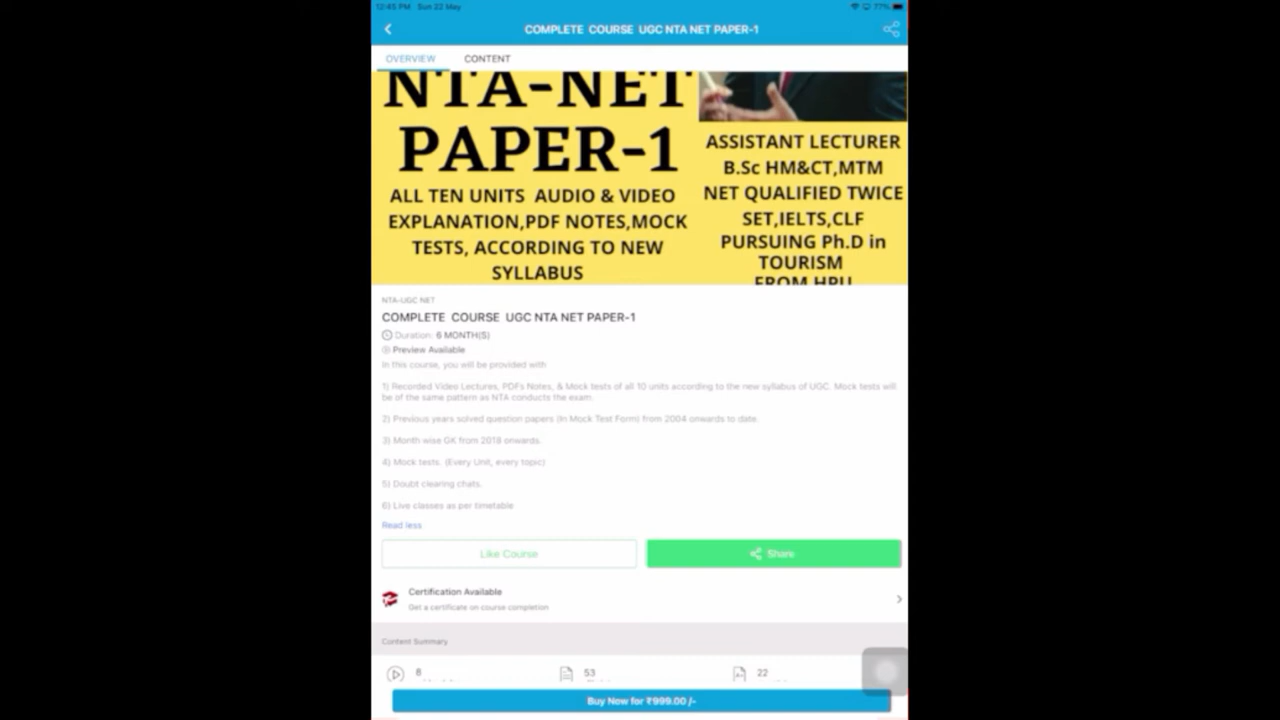 12:45 PM Sun 22 May
77%
COMPLETE COURSE UGC NTA NET PAPER-1
OVERVIEW CONTENT
NTA-NET
PAPER-1
ALL TEN UNITS AUDIO & VIDEO
EXPLANATION,PDF NOTES,MOCK
TESTS, ACCORDING TO NEW
SYLLABUS
ASSISTANT LECTURER
B.Sc HM&CT,MTM
NET QUALIFIED TWICE
SET,IELTS,CLF
PURSUING Ph.D in
TOURISM
FROM HPU
NTA-UGC NET
COMPLETE COURSE UGC NTA NET PAPER-1
Duration: 6 MONTH(S)
Preview Available
In this course, you will be provided with
1) Recorded Video Lectures, PDFs Notes, & Mock tests of all 10 units according to the new syllabus of UGC. Mock tests will
be of the same pattern as NTA conducts the exam.
2) Previous years solved question papers (In Mock Test Form) from 2004 onwards to date.
3) Month wise GK from 2018 onwards.
4) Mock tests. (Every Unit, every topic)
5) Doubt clearing chats.
6) Live classes as per timetable
Read less
Like Course
Share
Certification Available
Get a certificate on course completion
Content Summary
8 53 22
Buy Now for ₹999.00 /-